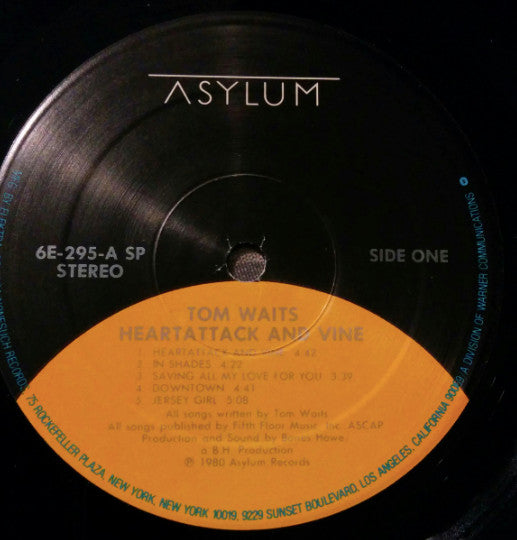 ASYLUM
6E-295-A SP
STEREO
SIDE ONE
TOM WAITS
HEARTATTACK AND VINE
1. HEARTATTACK AND VINE 4:42
2. IN SHADES 4:22
3. SAVING ALL MY LOVE FOR YOU 3:39
4. DOWNTOWN 4:41
5. JERSEY GIRL 5:08
All songs written by Tom Waits
All songs published by Fifth Floor Music, Inc. ASCAP
Production and Sound by Bones Howe,
a B.H. Production
℗ 1980 Asylum Records
RECORDS, 75 ROCKEFELLER PLAZA, NEW YORK, NEW YORK 10019, 9229 SUNSET BOULEVARD, LOS ANGELES, CALIFORNIA 90069. A DIVISION OF WARNER COMMUNICATIONS